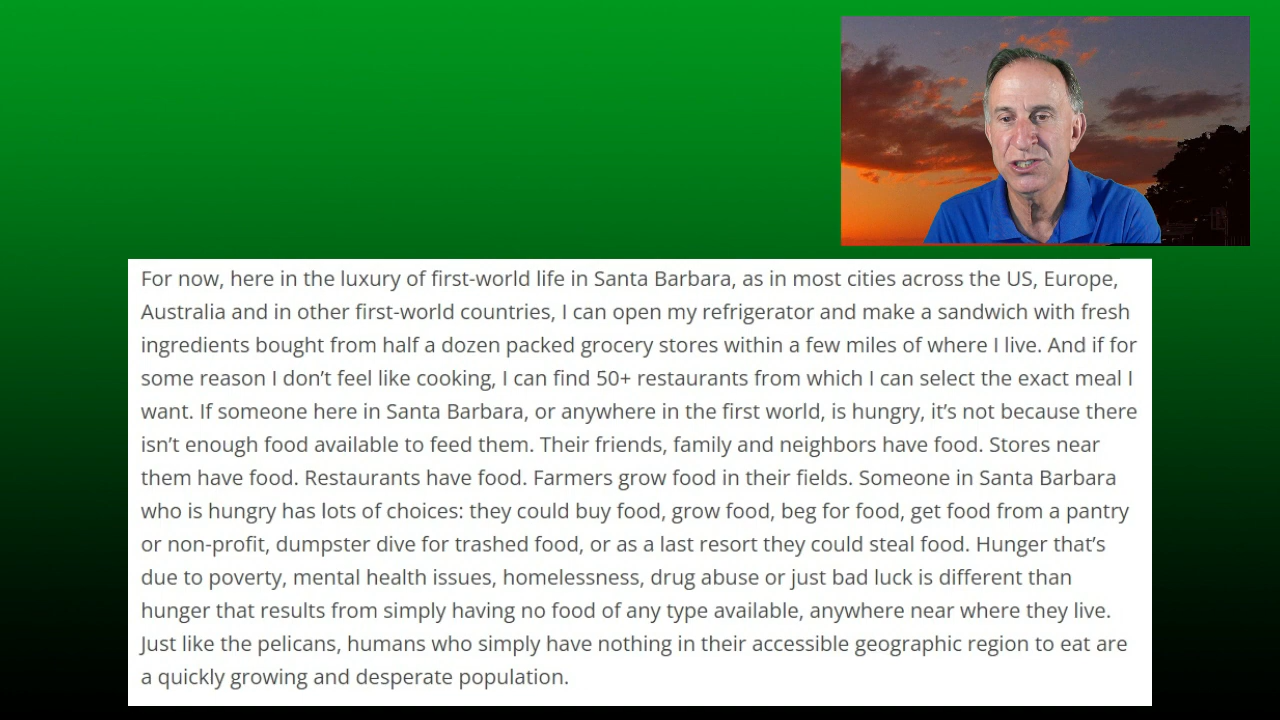 For now, here in the luxury of first-world life in Santa Barbara, as in most cities across the US, Europe,
Australia and in other first-world countries, I can open my refrigerator and make a sandwich with fresh
ingredients bought from half a dozen packed grocery stores within a few miles of where I live. And if for
some reason I don’t feel like cooking, I can find 50+ restaurants from which I can select the exact meal I
want. If someone here in Santa Barbara, or anywhere in the first world, is hungry, it’s not because there
isn’t enough food available to feed them. Their friends, family and neighbors have food. Stores near
them have food. Restaurants have food. Farmers grow food in their fields. Someone in Santa Barbara
who is hungry has lots of choices: they could buy food, grow food, beg for food, get food from a pantry
or non-profit, dumpster dive for trashed food, or as a last resort they could steal food. Hunger that’s
due to poverty, mental health issues, homelessness, drug abuse or just bad luck is different than
hunger that results from simply having no food of any type available, anywhere near where they live.
Just like the pelicans, humans who simply have nothing in their accessible geographic region to eat are
a quickly growing and desperate population.